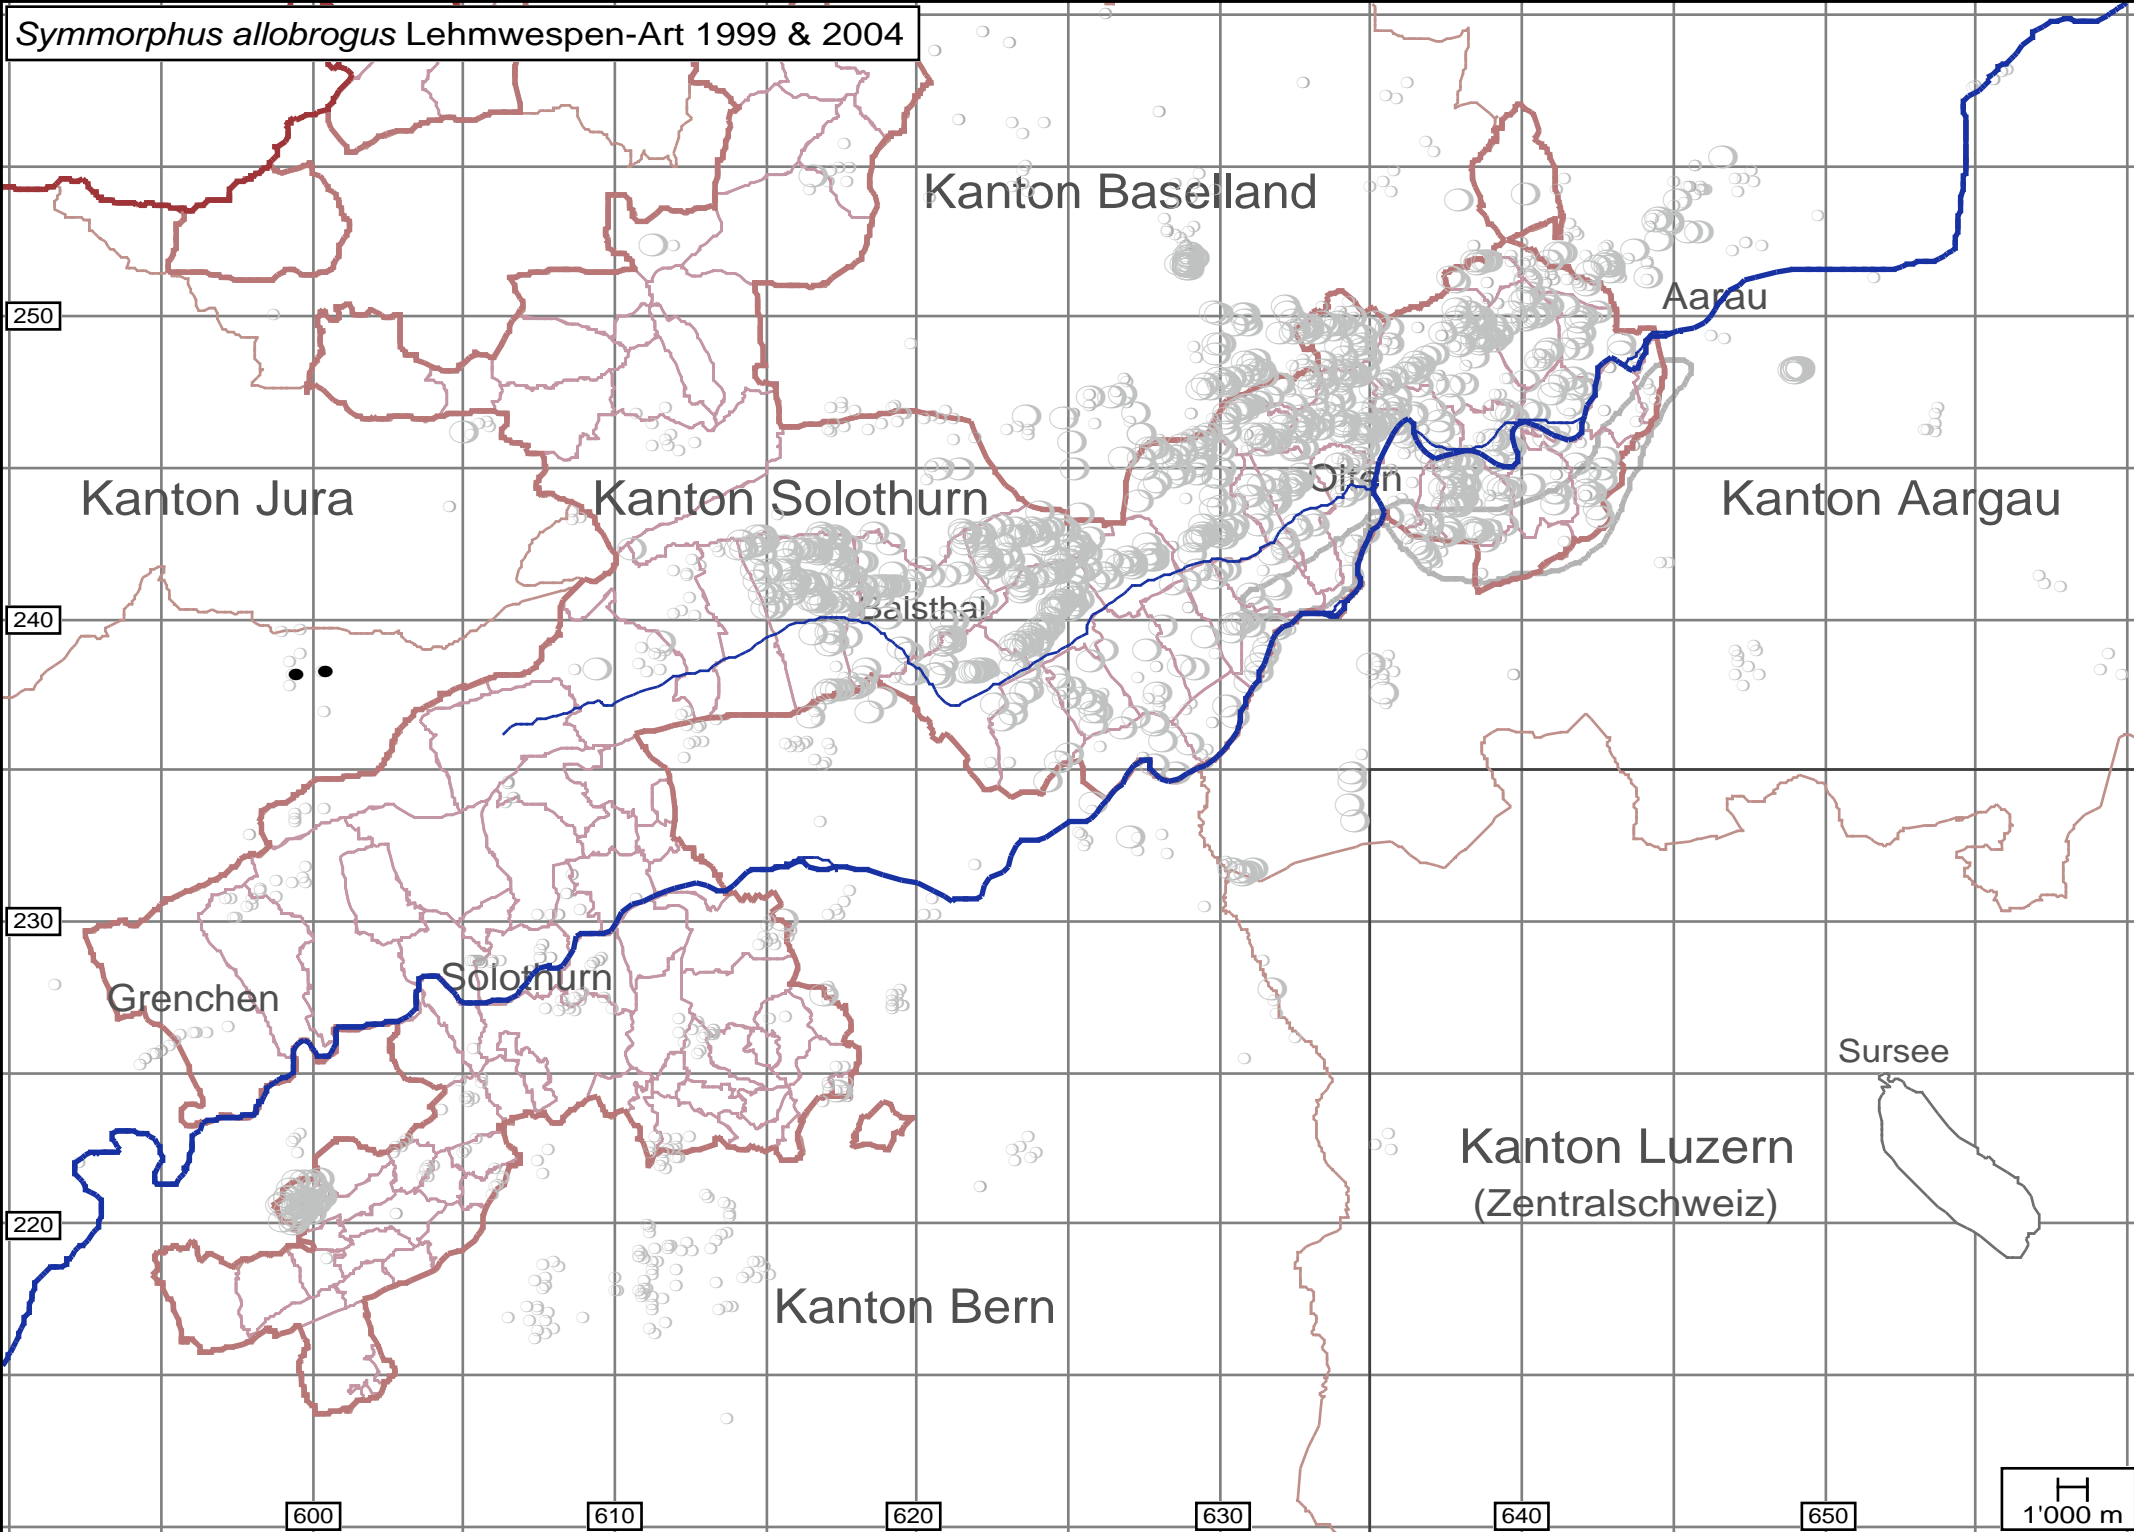 Symmorphus allobrogus Lehmwespen-Art 1999 & 2004
Kanton Baselland
Aarau
250
Olten
Kanton Jura
Kanton Solothurn
Kanton Aargau
Balsthal
240
230
Solothurn
Grenchen
Sursee
Kanton Luzern
(Zentralschweiz)
220
Kanton Bern
600
610
620
630
640
650
1'000 m